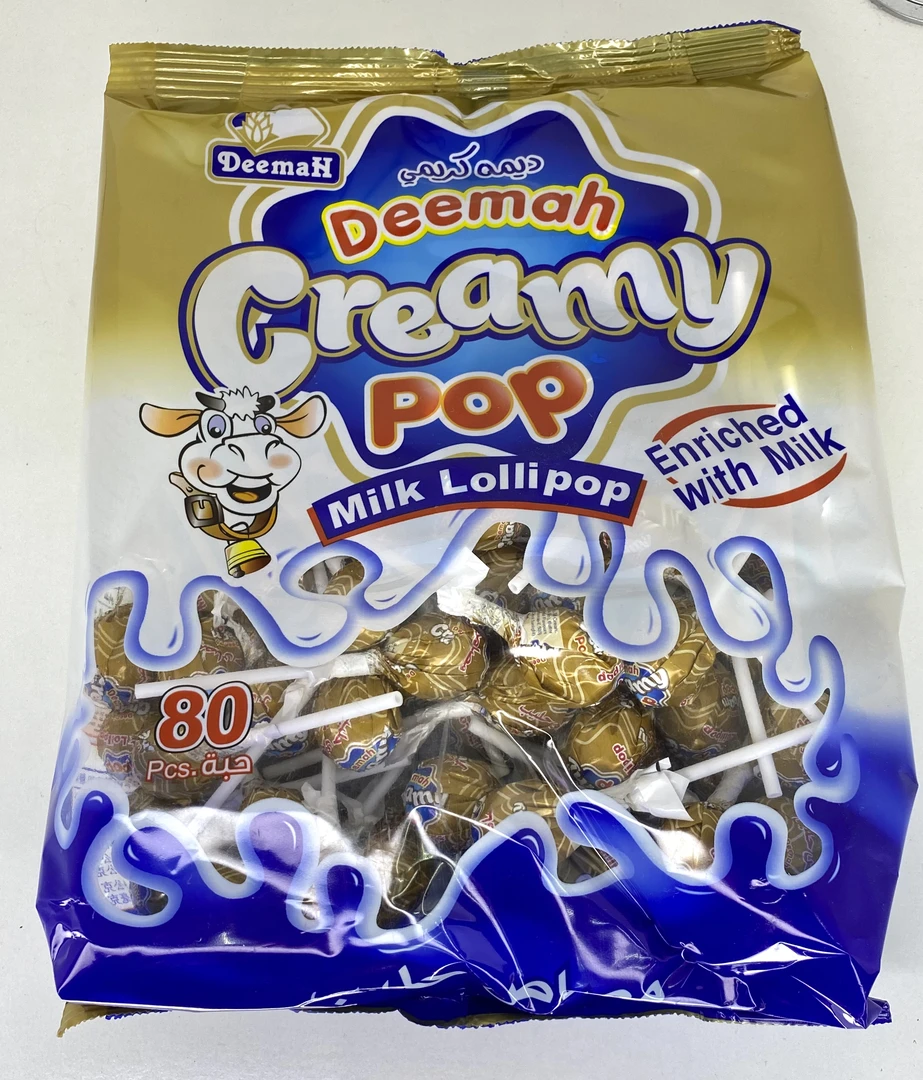 DeemaH
ديمه كريمي
Deemah
Creamy
Pop
Milk Lollipop
Enriched
with Milk
80
Pcs. حبة